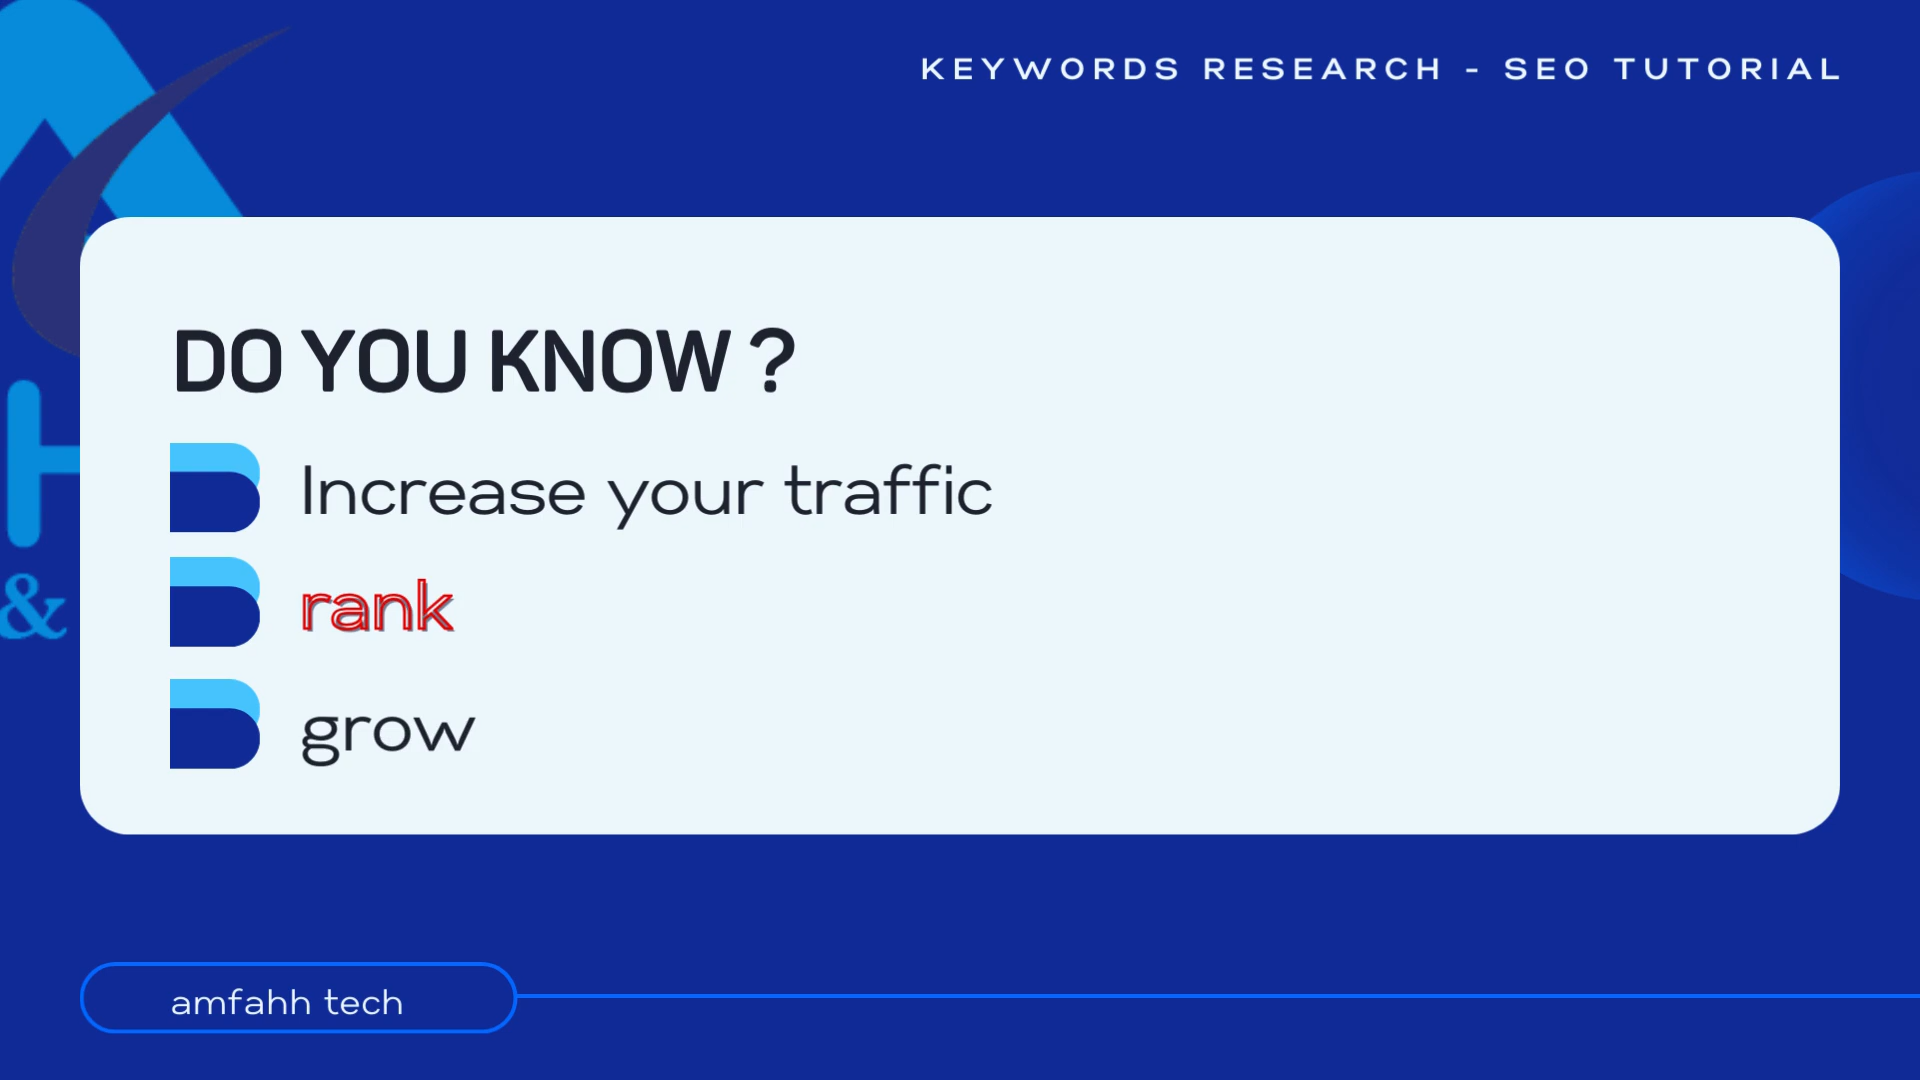 KEYWORDS RESEARCH - SEO TUTORIAL
DO YOU KNOW ?
Increase your traffic
rank
grow
H
&
amfahh tech